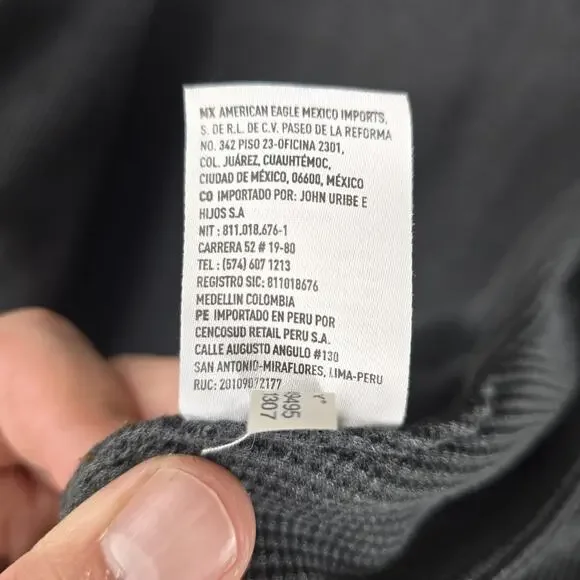 MX AMERICAN EAGLE MEXICO IMPORTS,
S. DE R.L. DE C.V. PASEO DE LA REFORMA
NO. 342 PISO 23-OFICINA 2301,
COL. JUÁREZ, CUAUHTÉMOC,
CIUDAD DE MÉXICO, 06600, MÉXICO
CO IMPORTADO POR: JOHN URIBE E
HIJOS S.A
NIT : 811.018.676-1
CARRERA 52 # 19-80
TEL : (574) 607 1213
REGISTRO SIC: 811018676
MEDELLIN COLOMBIA
PE IMPORTADO EN PERU POR
CENCOSUD RETAIL PERU S.A.
CALLE AUGUSTO ANGULO #130
SAN ANTONIO-MIRAFLORES, LIMA-PERU
RUC: 20109072177